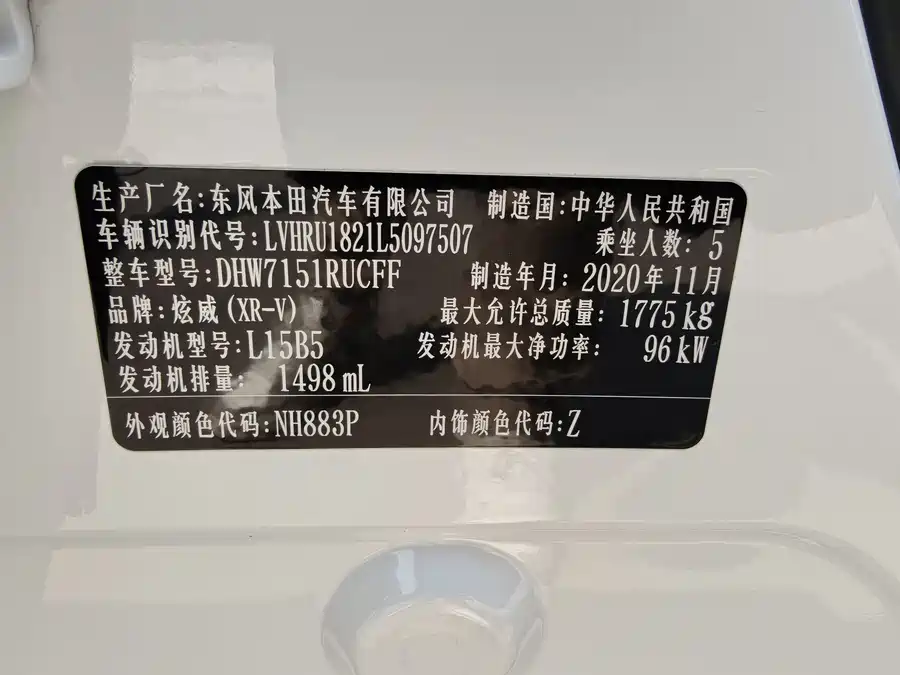 生产厂名:东风本田汽车有限公司 制造国:中华人民共和国
车辆识别代号:LVHRU1821L5097507 乘坐人数: 5
整车型号:DHW7151RUCFF 制造年月: 2020年11月
品牌:炫威(XR-V) 最大允许总质量: 1775kg
发动机型号:L15B5 发动机最大净功率: 96kW
发动机排量: 1498mL
外观颜色代码:NH883P 内饰颜色代码:Z